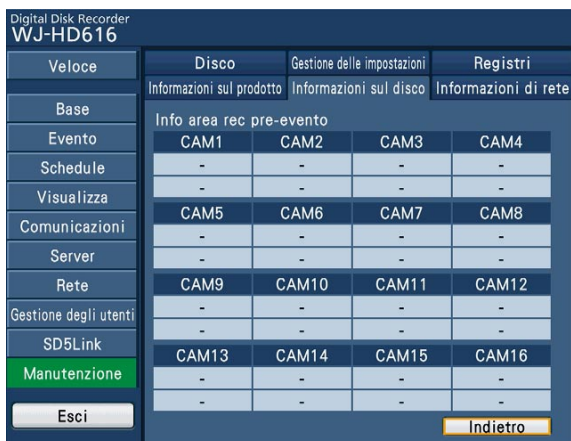 Digital Disk Recorder
WJ-HD616
Veloce
Base
Evento
Schedule
Visualizza
Comunicazioni
Server
Rete
Gestione degli utenti
SD5Link
Manutenzione
Esci
Disco Gestione delle impostazioni Registri
Informazioni sul prodotto Informazioni sul disco Informazioni di rete
Info area rec pre-evento
CAM1 CAM2 CAM3 CAM4
- - - -
- - - -
CAM5 CAM6 CAM7 CAM8
- - - -
- - - -
CAM9 CAM10 CAM11 CAM12
- - - -
- - - -
CAM13 CAM14 CAM15 CAM16
- - - -
- - - -
Indietro